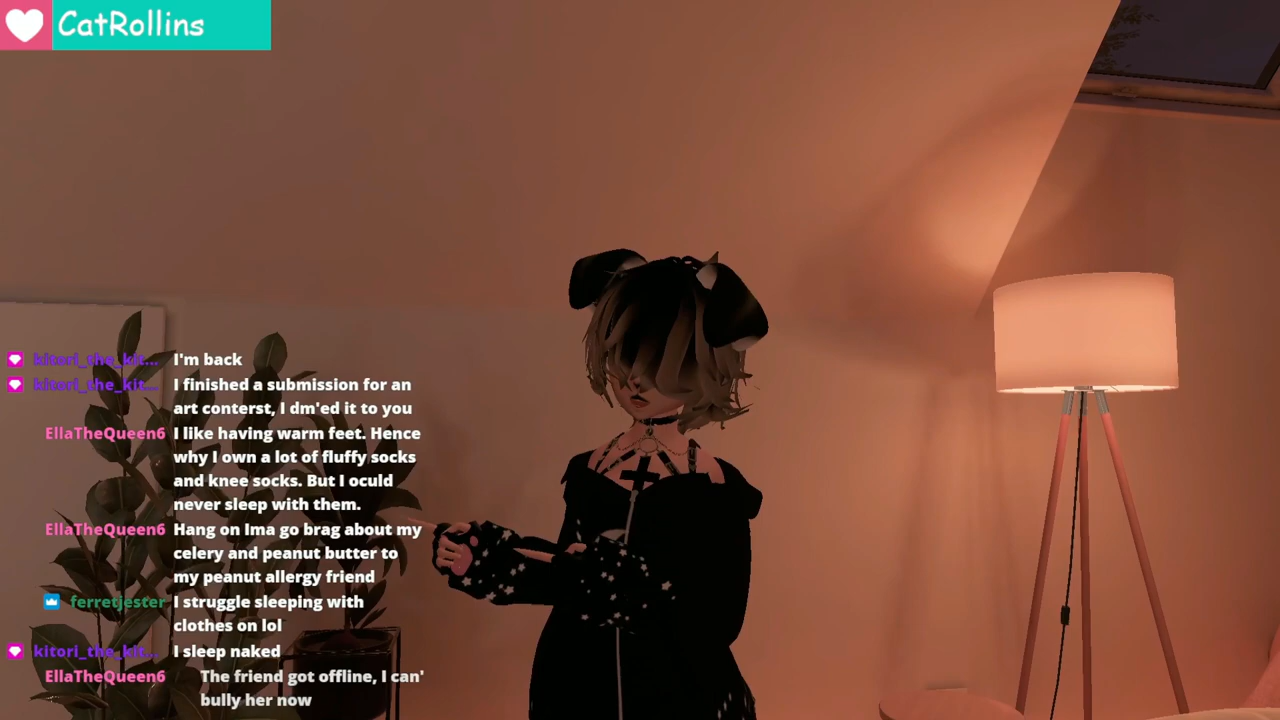 CatRollins
kitori_the_kit... I'm back
kitori_the_kit... I finished a submission for an
art conterst, I dm'ed it to you
EllaTheQueen6 I like having warm feet. Hence
why I own a lot of fluffy socks
and knee socks. But I oculd
never sleep with them.
EllaTheQueen6 Hang on Ima go brag about my
celery and peanut butter to
my peanut allergy friend
ferretjester I struggle sleeping with
clothes on lol
kitori_the_kit... I sleep naked
EllaTheQueen6 The friend got offline, I can'
bully her now